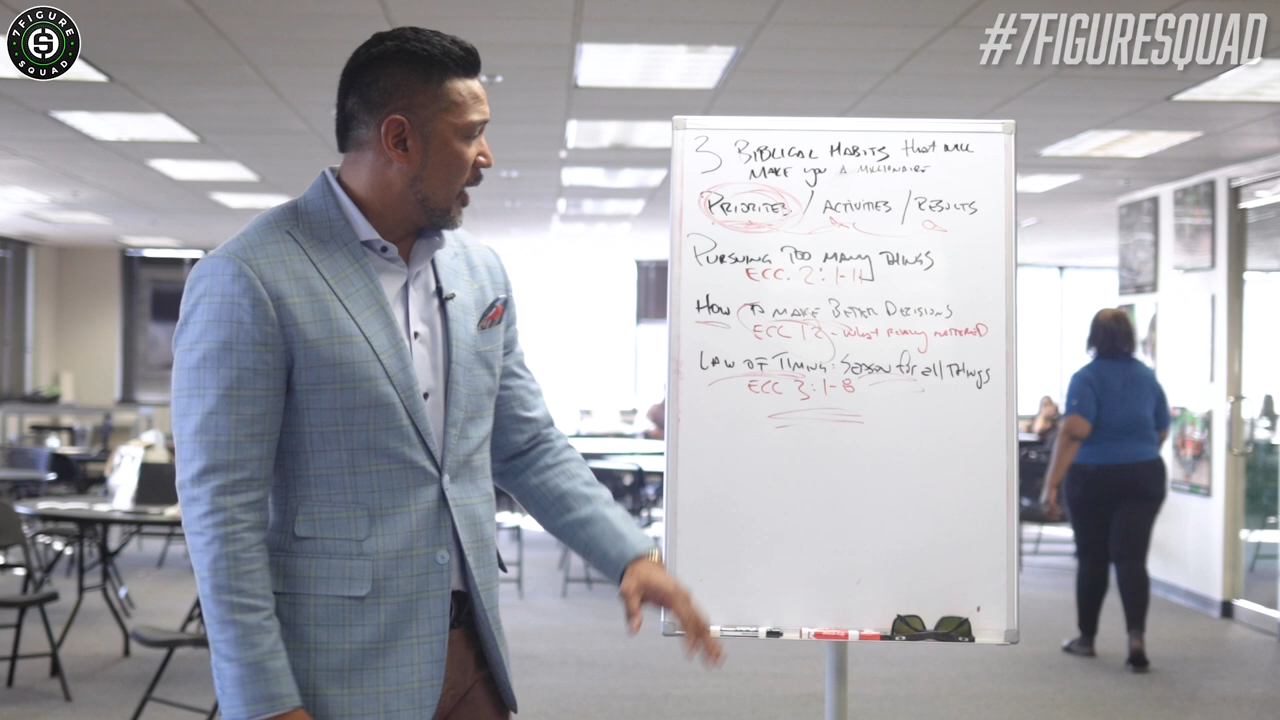 7FIGURE
SQUAD
#7FIGURESQUAD
3 BIBLICAL HABITS that will
MAKE you A MILLIONAIRE
PRIORITIES / ACTIVITIES / RESULTS
PURSUING TOO MANY THINGS
ECC. 2:1-11
HOW TO MAKE BETTER DECISIONS
ECC 12 - What really MATTERED
LAW OF TIMING: SEASON for all THINGS
ECC 3:1-8